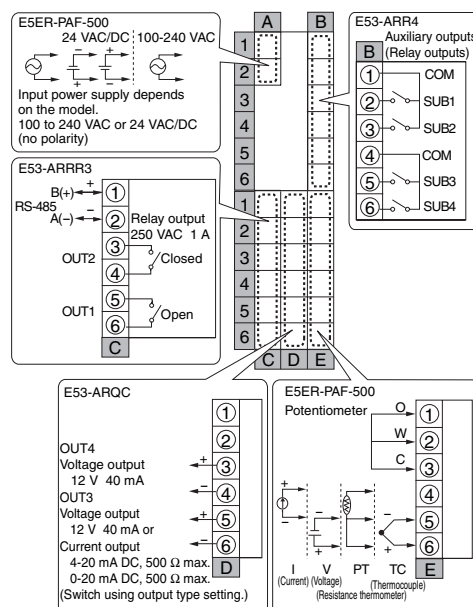 E5ER-PAF-500
24 VAC/DC 100-240 VAC
Input power supply depends
on the model.
100 to 240 VAC or 24 VAC/DC
(no polarity)
A B
1
2
3
4
5
6
1
2
3
4
5
6
C D E
E53-ARR4
Auxiliary outputs
(Relay outputs)
B
1 COM
2 SUB1
3 SUB2
4 COM
5 SUB3
6 SUB4
E53-ARRR3
RS-485
B(+) + 1
A(−) − 2
Relay output
250 VAC 1 A
OUT2
3
4
Closed
OUT1
5
6
Open
C
E53-ARQC
1
2
OUT4
Voltage output + 3
12 V 40 mA
− 4
OUT3
Voltage output + 5
12 V 40 mA or
Current output − 6
4-20 mA DC, 500 Ω max.
0-20 mA DC, 500 Ω max.
(Switch using output type setting.)
D
E5ER-PAF-500
Potentiometer
O 1
W 2
C 3
4
5
6
+ − + − − +
I V PT TC
(Current) (Voltage) (Thermocouple)
(Resistance thermometer)
E